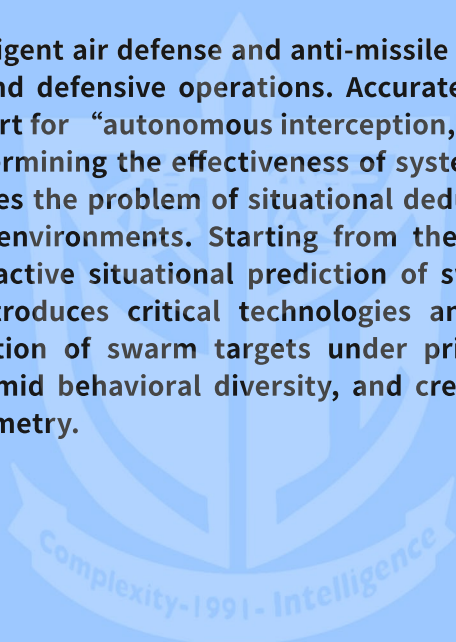 igent air defense and anti-missile
nd defensive operations. Accurate
rt for “autonomous interception,
ermining the effectiveness of syste
es the problem of situational dedu
environments. Starting from the
active situational prediction of s
troduces critical technologies an
tion of swarm targets under pri
mid behavioral diversity, and cre
metry.
Complexity-1991-Intelligence